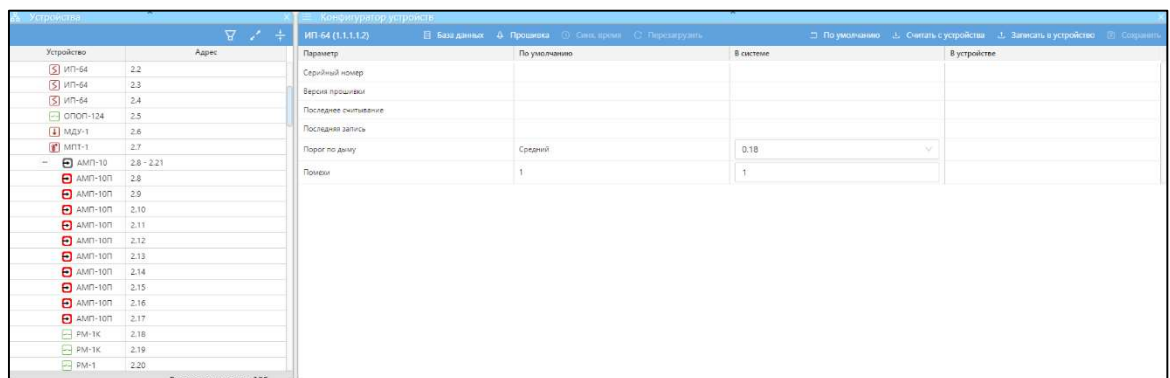 Устройства
Устройство Адрес
ИП-64 2.2
ИП-64 2.3
ИП-64 2.4
ОПОП-124 2.5
МДУ-1 2.6
МПТ-1 2.7
АМП-10 2.8 - 2.21
АМП-10П 2.8
АМП-10П 2.9
АМП-10П 2.10
АМП-10П 2.11
АМП-10П 2.12
АМП-10П 2.13
АМП-10П 2.14
АМП-10П 2.15
АМП-10П 2.16
АМП-10П 2.17
РМ-1К 2.18
РМ-1К 2.19
РМ-1 2.20
Конфигуратор устройств
ИП-64 (1.1.1.1.2) База данных Прошивка Синх. время Перезагрузить По умолчанию Считать с устройства Записать в устройство Сохранить
Параметр По умолчанию В системе В устройстве
Серийный номер
Версия прошивки
Последнее считывание
Последняя запись
Порог по дыму Средний 0.18
Помехи 1 1